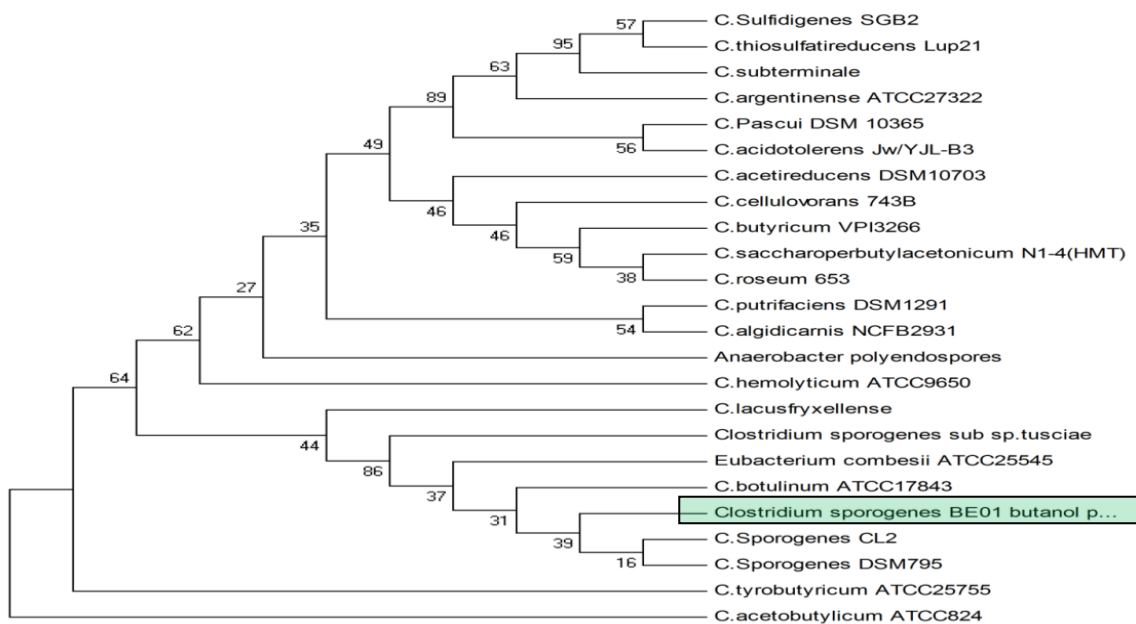 57
C.Sulfidigenes SGB2
C.thiosulfatireducens Lup21
95
C.subterminale
63
C.argentinense ATCC27322
89
C.Pascui DSM 10365
56
C.acidotolerens Jw/YJL-B3
49
C.acetireducens DSM10703
46
C.cellulovorans 743B
46
C.butyricum VPI3266
59
C.saccharoperbutylacetonicum N1-4(HMT)
38
C.roseum 653
35
C.putrifaciens DSM1291
54
C.algidicarnis NCFB2931
27
Anaerobacter polyendospores
62
C.hemolyticum ATCC9650
64
C.lacusfryxellense
44
Clostridium sporogenes sub sp.tusciae
86
Eubacterium combesii ATCC25545
37
C.botulinum ATCC17843
31
Clostridium sporogenes BE01 butanol p...
39
C.Sporogenes CL2
16
C.Sporogenes DSM795
C.tyrobutyricum ATCC25755
C.acetobutylicum ATCC824